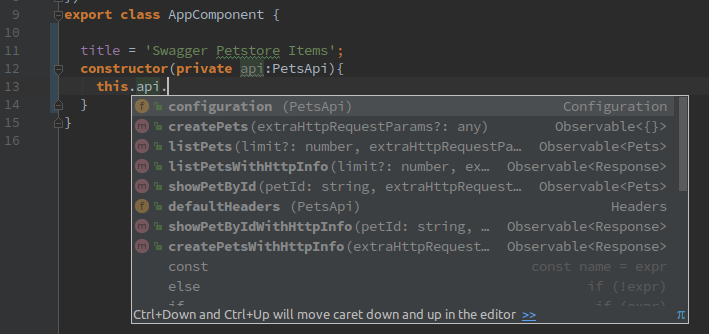 9 export class AppComponent {
10
11 title = 'Swagger Petstore Items';
12 constructor(private api:PetsApi){
13 this.api.
14 }
15 }
16
f configuration (PetsApi) Configuration
m createPets(extraHttpRequestParams?: any) Observable<{}>
m listPets(limit?: number, extraHttpRequestPa… Observable<Pets>
m listPetsWithHttpInfo(limit?: number, ex… Observable<Response>
m showPetById(petId: string, extraHttpRequest… Observable<Pets>
f defaultHeaders (PetsApi) Headers
m showPetByIdWithHttpInfo(petId: string, … Observable<Response>
m createPetsWithHttpInfo(extraHttpRequest… Observable<Response>
const const name = expr
else if (!expr)
if if (expr)
Ctrl+Down and Ctrl+Up will move caret down and up in the editor >> π